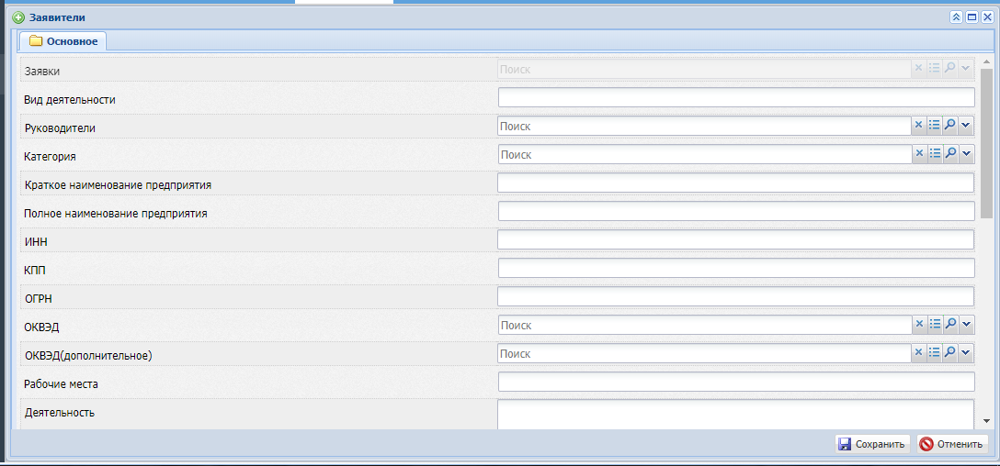 Заявители
Основное
Заявки Поиск
Вид деятельности
Руководители Поиск
Категория Поиск
Краткое наименование предприятия
Полное наименование предприятия
ИНН
КПП
ОГРН
ОКВЭД Поиск
ОКВЭД(дополнительное) Поиск
Рабочие места
Деятельность
Сохранить Отменить